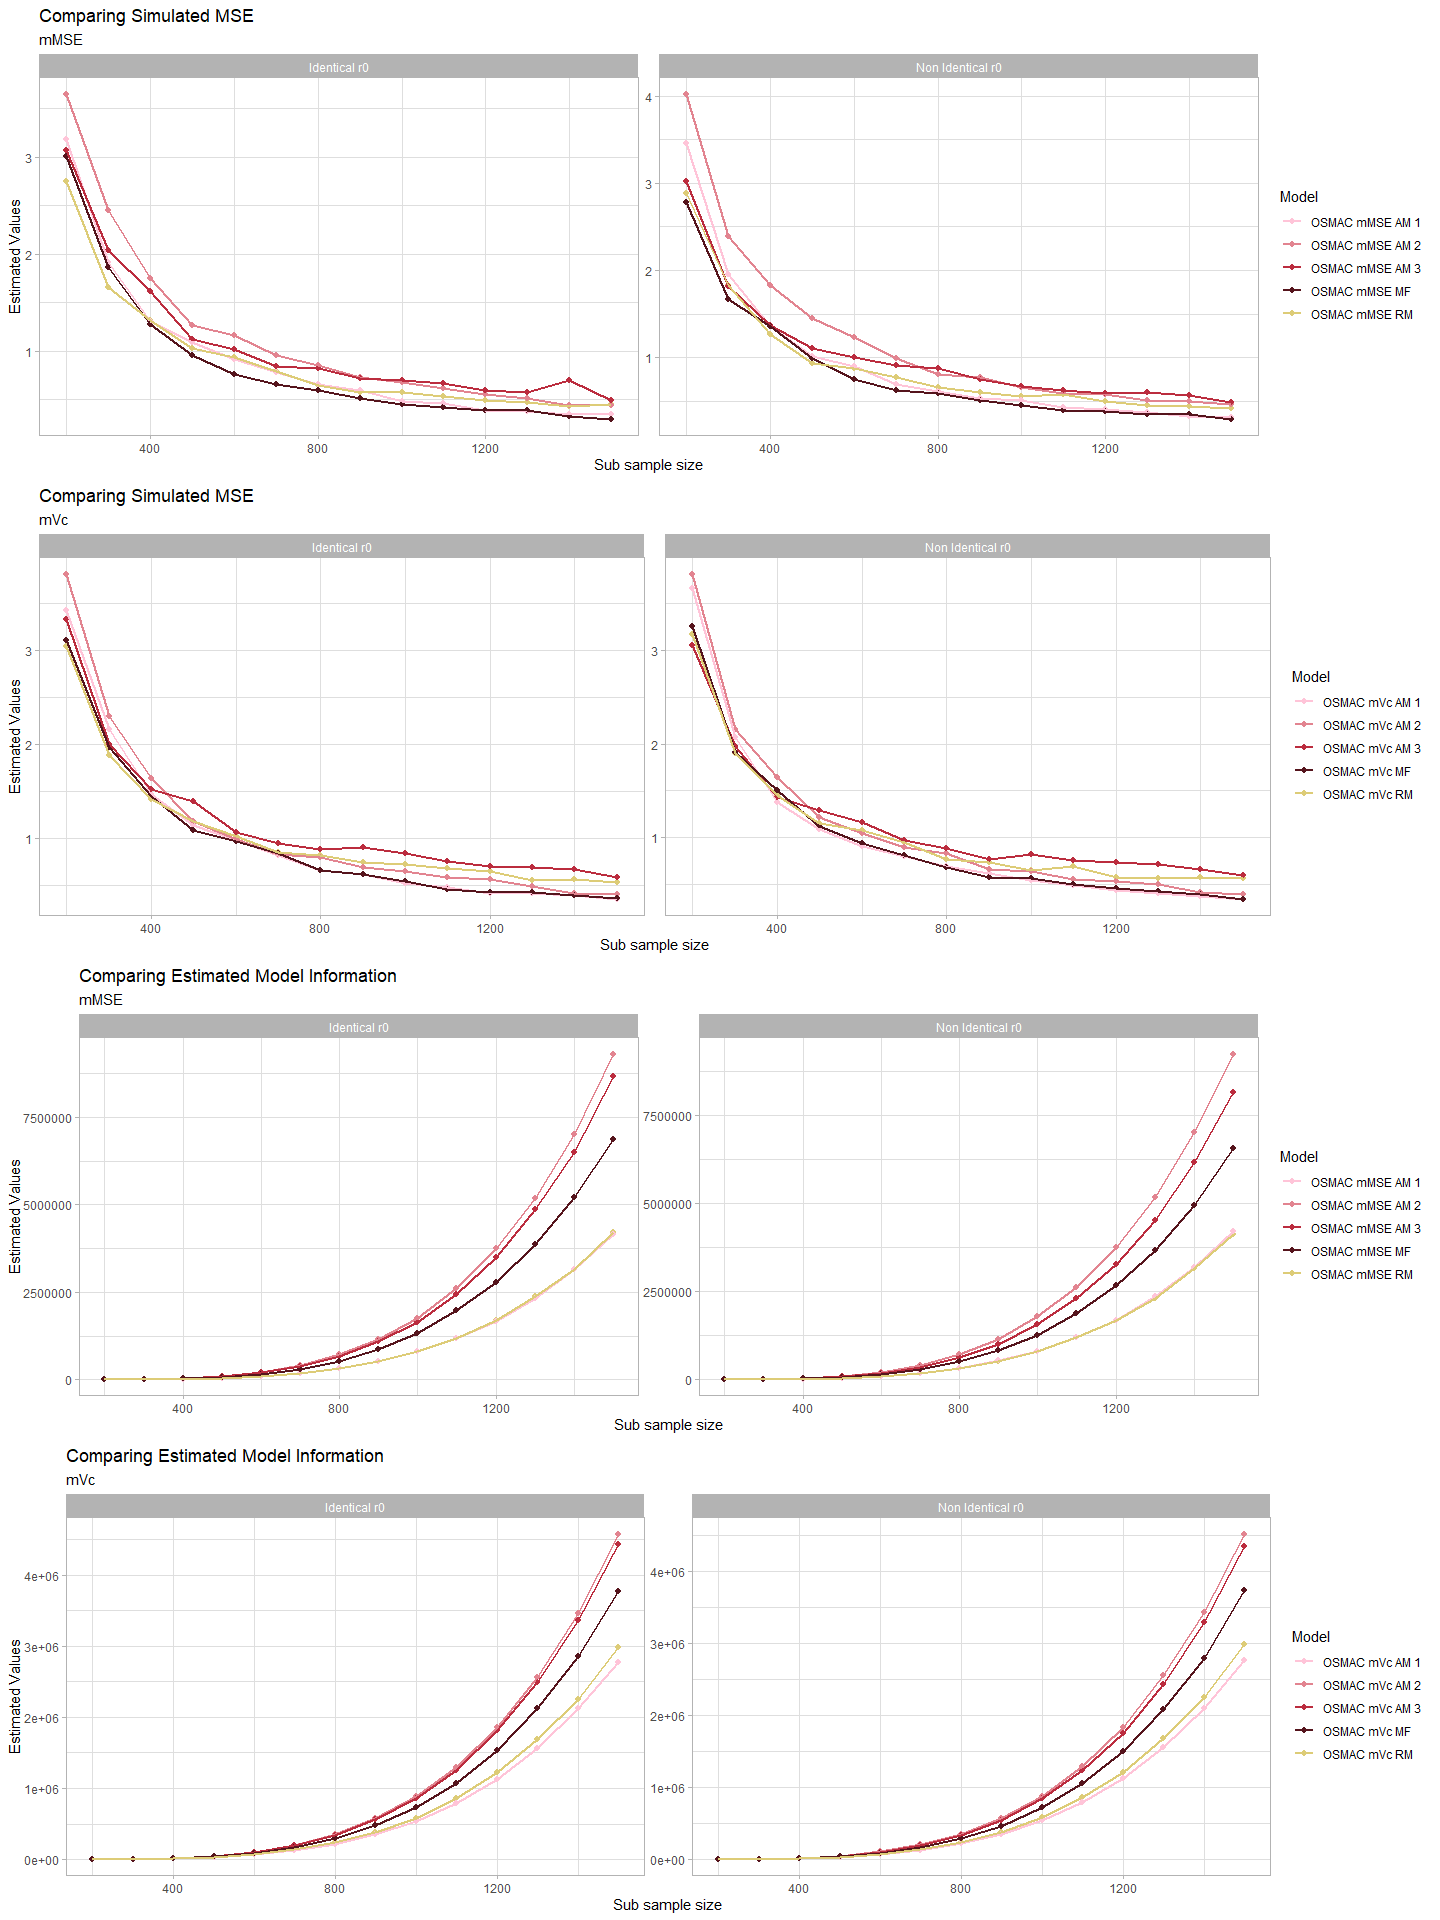 Comparing Simulated MSE
mMSE
Identical r0
Non Identical r0
Estimated Values
3
2
1
4
3
2
1
400
800
1200
400
800
1200
Sub sample size
Model
OSMAC mMSE AM 1
OSMAC mMSE AM 2
OSMAC mMSE AM 3
OSMAC mMSE MF
OSMAC mMSE RM
Comparing Simulated MSE
mVc
Identical r0
Non Identical r0
Estimated Values
3
2
1
3
2
1
400
800
1200
400
800
1200
Sub sample size
Model
OSMAC mVc AM 1
OSMAC mVc AM 2
OSMAC mVc AM 3
OSMAC mVc MF
OSMAC mVc RM
Comparing Estimated Model Information
mMSE
Identical r0
Non Identical r0
Estimated Values
7500000
5000000
2500000
0
7500000
5000000
2500000
0
400
800
1200
400
800
1200
Sub sample size
Model
OSMAC mMSE AM 1
OSMAC mMSE AM 2
OSMAC mMSE AM 3
OSMAC mMSE MF
OSMAC mMSE RM
Comparing Estimated Model Information
mVc
Identical r0
Non Identical r0
Estimated Values
4e+06
3e+06
2e+06
1e+06
0e+00
4e+06
3e+06
2e+06
1e+06
0e+00
400
800
1200
400
800
1200
Sub sample size
Model
OSMAC mVc AM 1
OSMAC mVc AM 2
OSMAC mVc AM 3
OSMAC mVc MF
OSMAC mVc RM